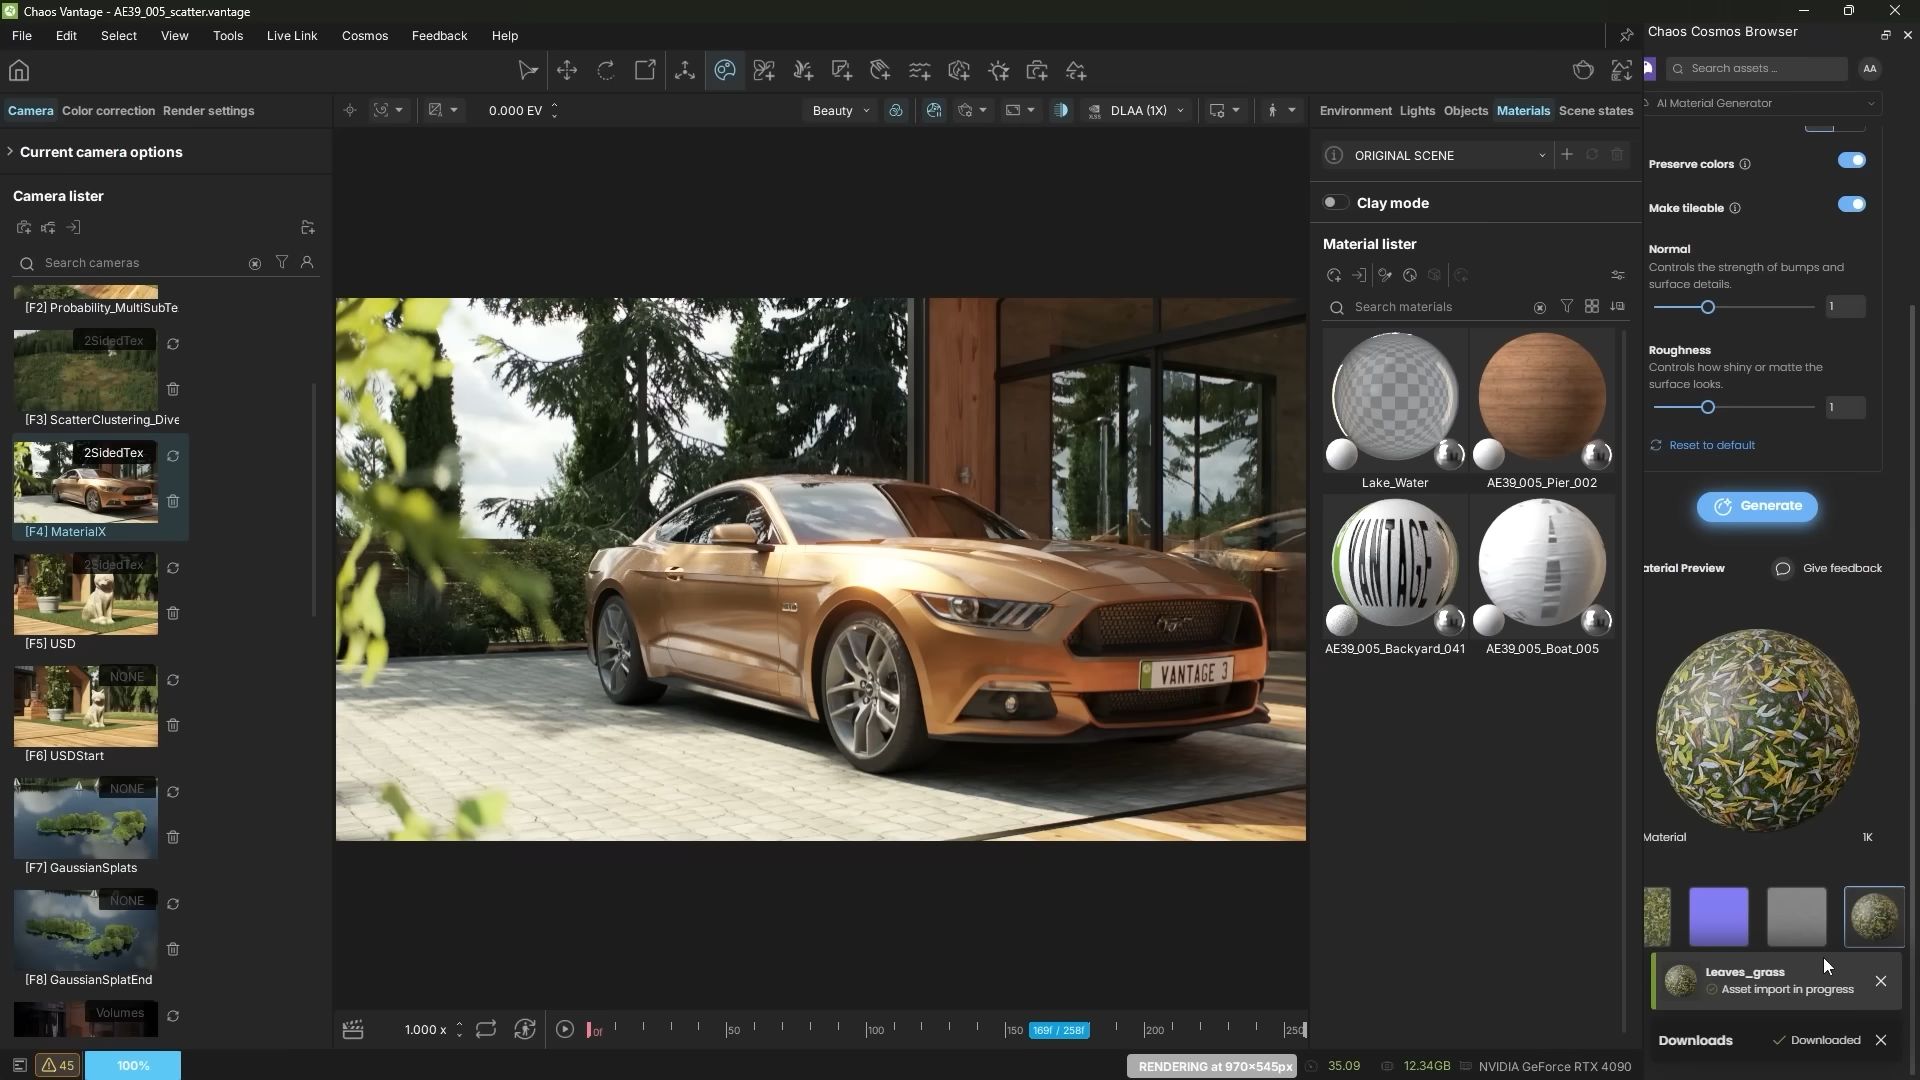 Chaos Vantage - AE39_005_scatter.vantage
File Edit Select View Tools Live Link Cosmos Feedback Help
Chaos Cosmos Browser
Search assets ...
AA
AI Material Generator
Camera Color correction Render settings
0.000 EV
Beauty
DLAA (1X)
Environment Lights Objects Materials Scene states
Current camera options
ORIGINAL SCENE
Clay mode
Camera lister
Search cameras
Material lister
Search materials
[F2] Probability_MultiSubTe
2SidedTex
[F3] ScatterClustering_Dive
2SidedTex
[F4] MaterialX
2SidedTex
[F5] USD
NONE
[F6] USDStart
NONE
[F7] GaussianSplats
NONE
[F8] GaussianSplatEnd
Volumes
VANTAGE 3
5.0
Lake_Water
AE39_005_Pier_002
VANTAGE
AE39_005_Backyard_041
AE39_005_Boat_005
Preserve colors
Make tileable
Normal
Controls the strength of bumps and
surface details.
1
Roughness
Controls how shiny or matte the
surface looks.
1
Reset to default
Generate
aterial Preview
Give feedback
Material
1K
Leaves_grass
Asset import in progress
Downloads
Downloaded
1.000 x
0f
50
100
150
169f / 258f
200
250
45
100%
RENDERING at 970x545px
35.09
12.34GB
NVIDIA GeForce RTX 4090